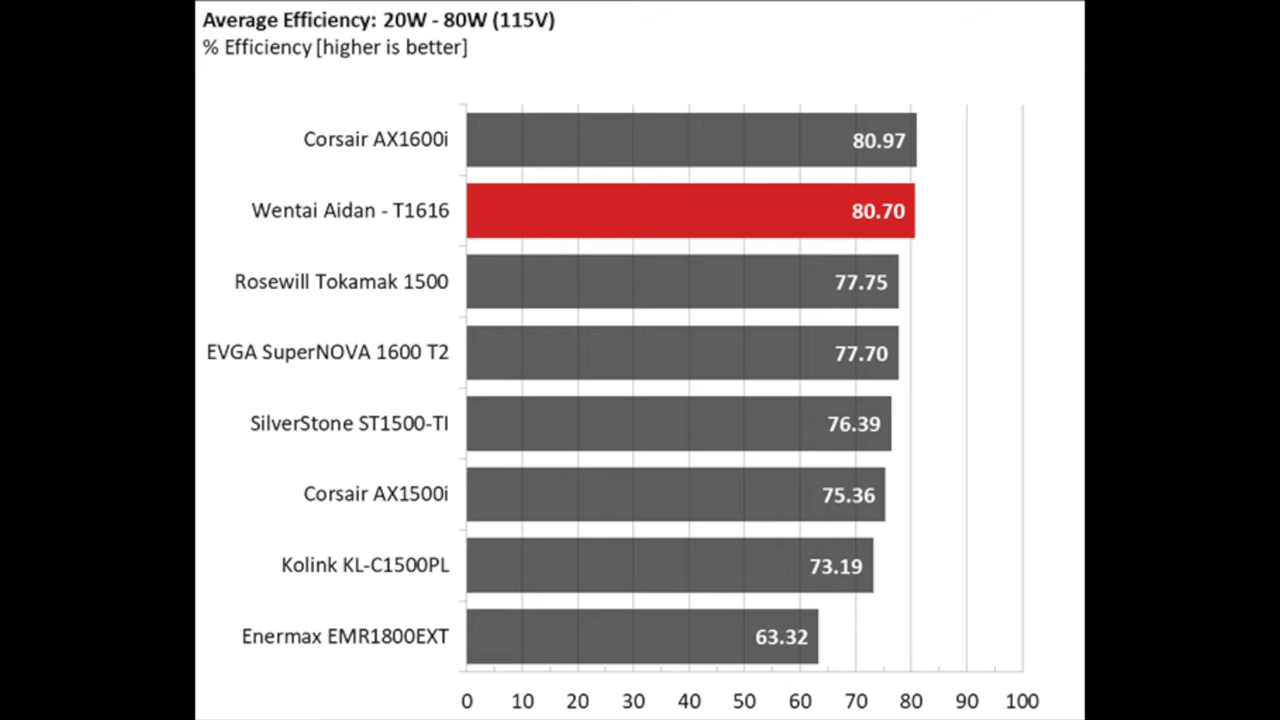 Average Efficiency: 20W - 80W (115V)
% Efficiency [higher is better]
Corsair AX1600i 80.97
Wentai Aidan - T1616 80.70
Rosewill Tokamak 1500 77.75
EVGA SuperNOVA 1600 T2 77.70
SilverStone ST1500-TI 76.39
Corsair AX1500i 75.36
Kolink KL-C1500PL 73.19
Enermax EMR1800EXT 63.32
0 10 20 30 40 50 60 70 80 90 100